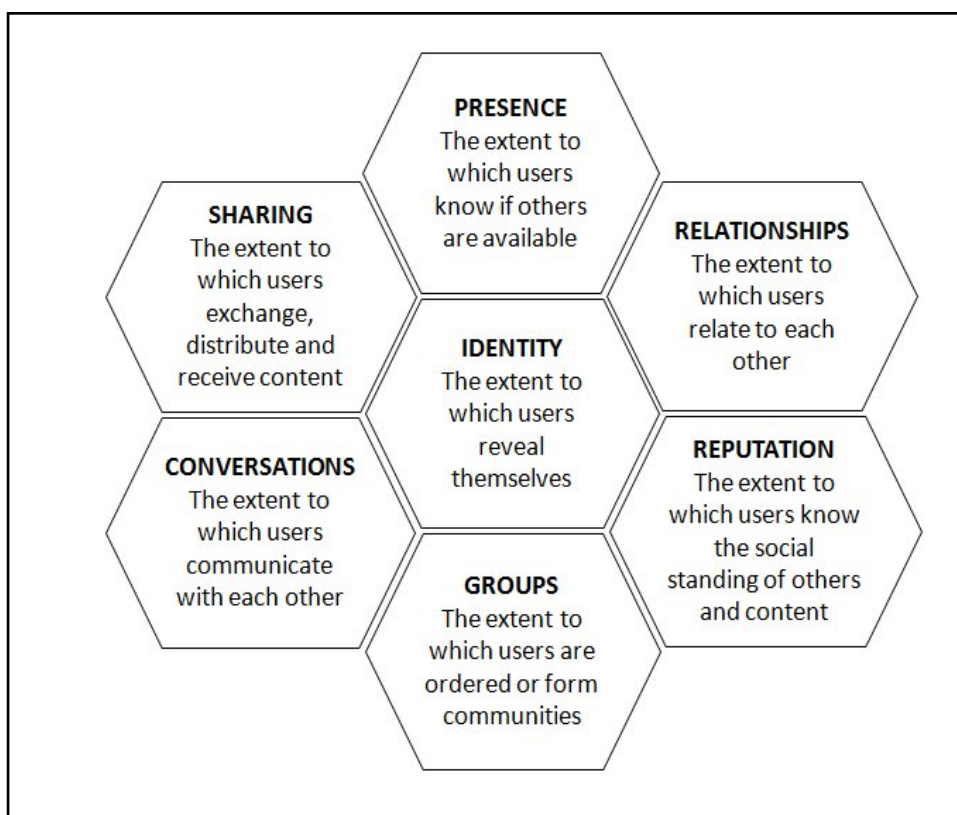 PRESENCE
The extent to
which users
know if others
are available
SHARING
The extent to
which users
exchange,
distribute and
receive content
RELATIONSHIPS
The extent to
which users
relate to each
other
IDENTITY
The extent to
which users
reveal
themselves
CONVERSATIONS
The extent to
which users
communicate
with each other
REPUTATION
The extent to
which users know
the social
standing of others
and content
GROUPS
The extent to
which users are
ordered or form
communities